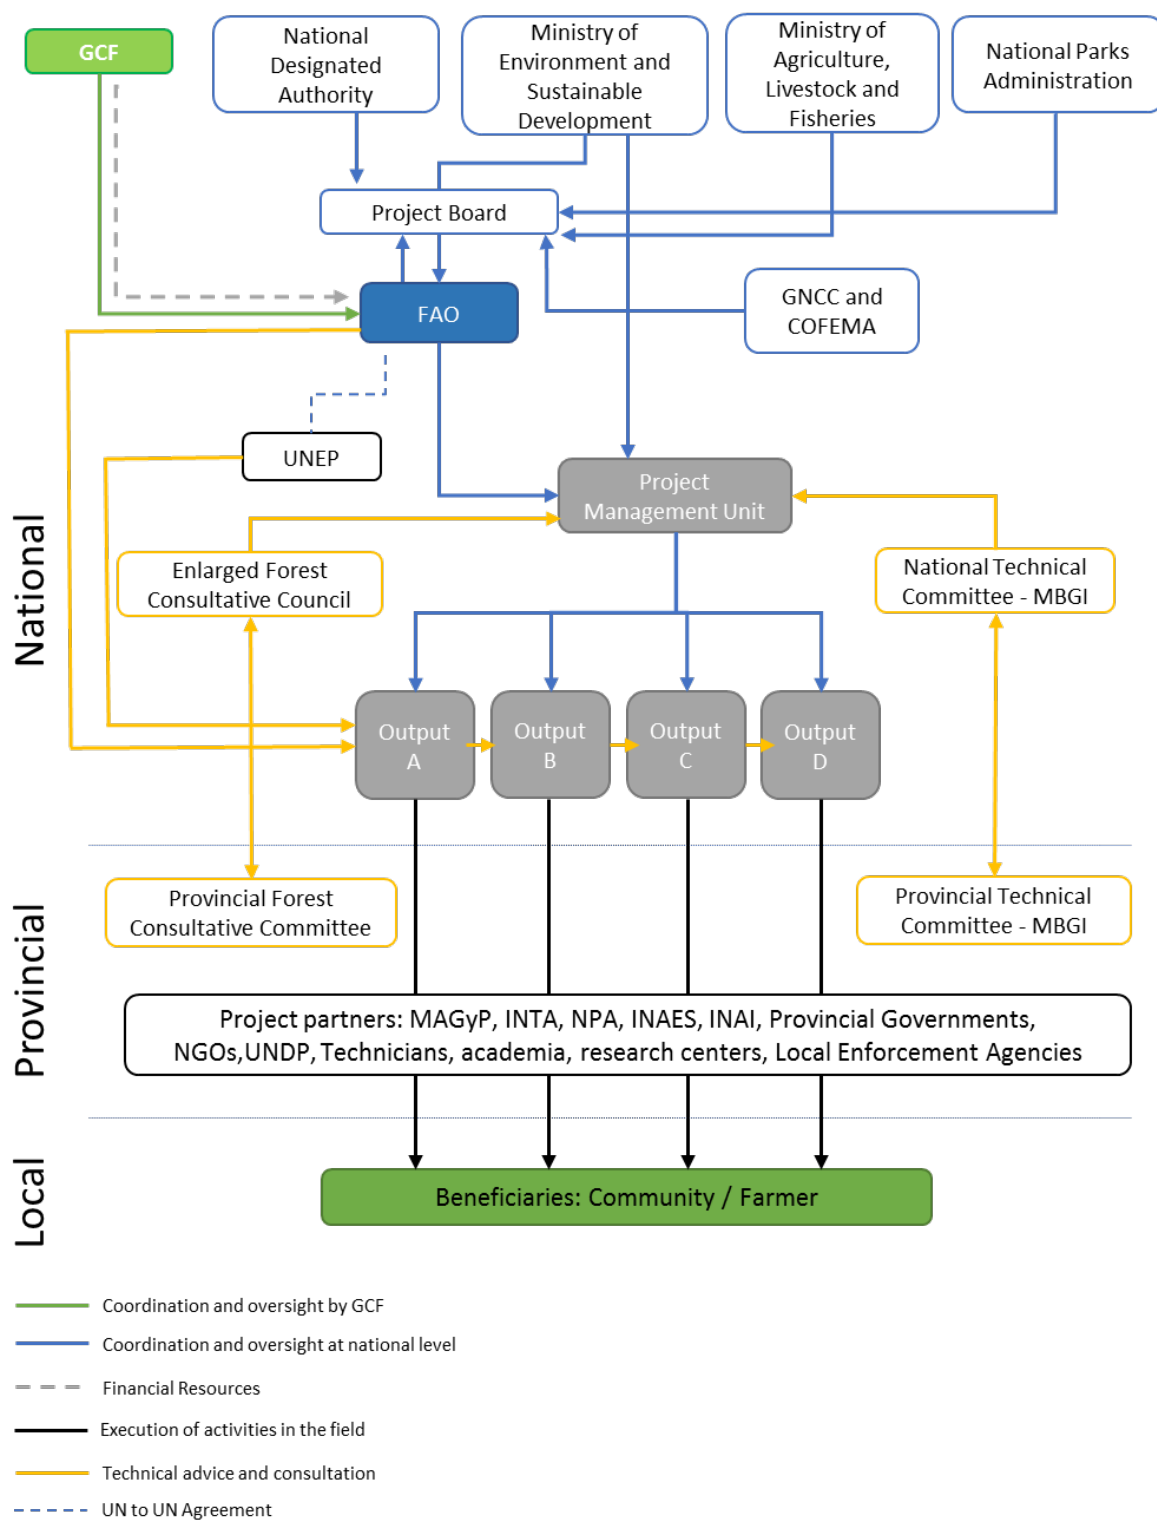 GCF
National
Designated
Authority
Ministry of
Environment and
Sustainable
Development
Ministry of
Agriculture,
Livestock and
Fisheries
National Parks
Administration
Project Board
FAO
GNCC and
COFEMA
UNEP
Project
Management Unit
National
Enlarged Forest
Consultative Council
National Technical
Committee - MBGI
Output
A
Output
B
Output
C
Output
D
Provincial
Provincial Forest
Consultative Committee
Provincial Technical
Committee - MBGI
Project partners: MAGyP, INTA, NPA, INAES, INAI, Provincial Governments,
NGOs,UNDP, Technicians, academia, research centers, Local Enforcement Agencies
Local
Beneficiaries: Community / Farmer
Coordination and oversight by GCF
Coordination and oversight at national level
Financial Resources
Execution of activities in the field
Technical advice and consultation
UN to UN Agreement